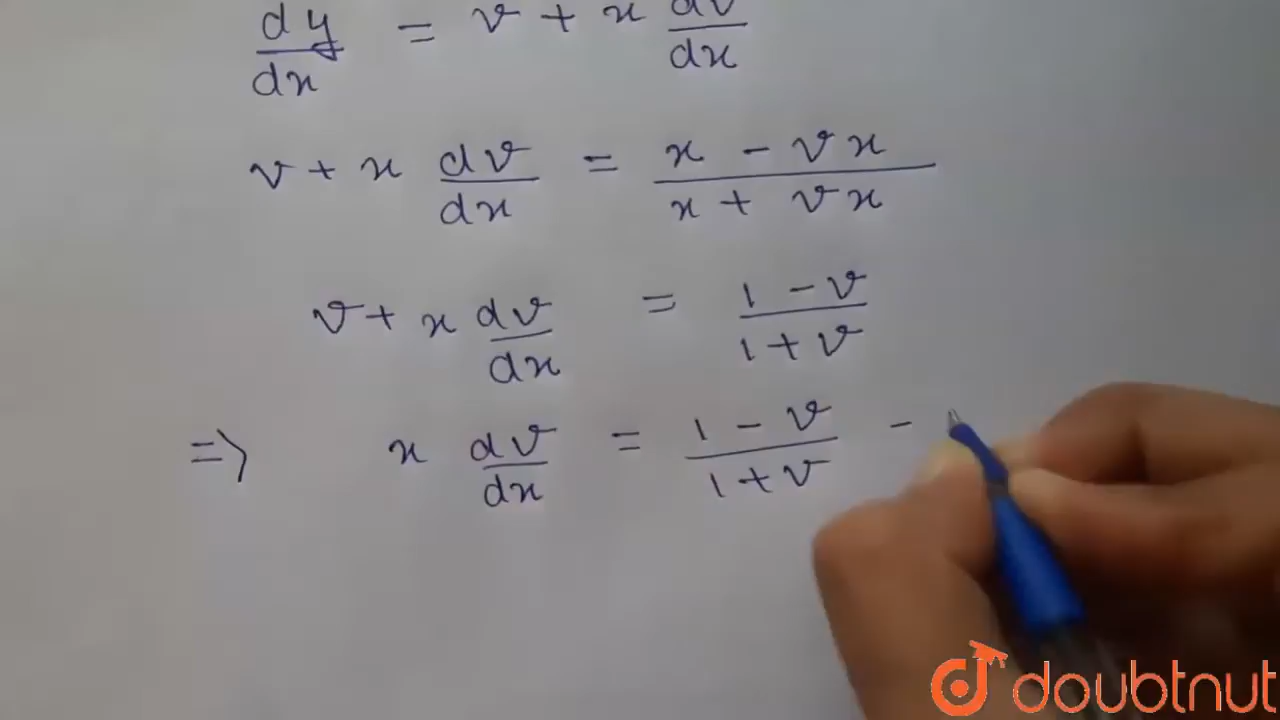 dy/dx = v + x dv/dx
v + x dv/dx = x - vx / x + vx
v + x dv/dx = 1 - v / 1 + v
=> x dv/dx = 1 - v / 1 + v -
doubtnut